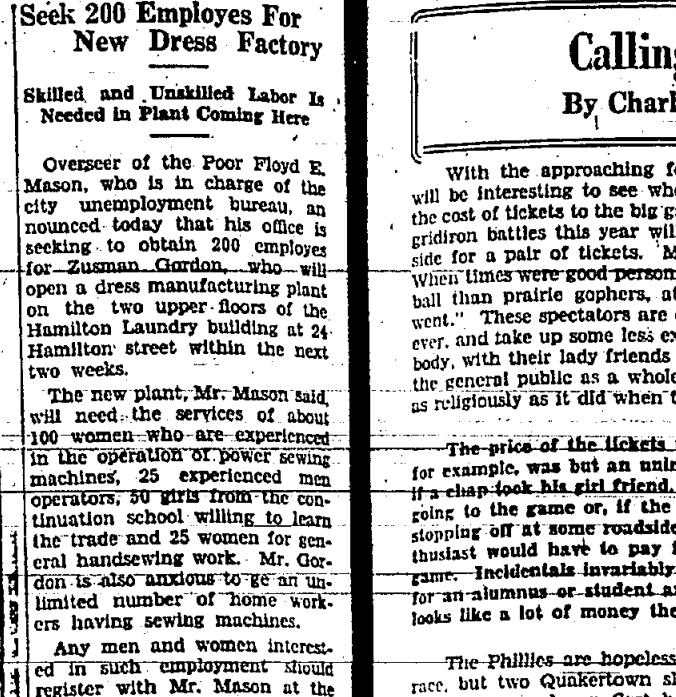 Seek 200 Employes For
New Dress Factory
Skilled and Unskilled Labor Is
Needed in Plant Coming Here
Overseer of the Poor Floyd E.
Mason, who is in charge of the
city unemployment bureau, an
nounced today that his office is
seeking to obtain 200 employes
for Zusman Gordon, who will
open a dress manufacturing plant
on the two upper floors of the
Hamilton Laundry building at 24
Hamilton street within the next
two weeks.
The new plant, Mr. Mason said,
will need the services of about
100 women who are experienced
in the operation of power sewing
machines, 25 experienced men
operators, 50 girls from the con-
tinuation school willing to learn
the trade and 25 women for gen-
eral handsewing work. Mr. Gor-
don is also anxious to ge an un-
limited number of home work-
ers having sewing machines.
Any men and women interest-
ed in such employment should
register with Mr. Mason at the
Calling
By Charl
With the approaching f
will be interesting to see wh
the cost of tickets to the big g
gridiron battles this year wil
side for a pair of tickets. M
When times were good person
ball than prairie gophers, a
went." These spectators are
ever, and take up some less e
body, with their lady friends
the general public as a whole
as religiously as it did when t
The price of the tickets
for example, was but an unin
if a chap took his girl friend,
going to the game or, if the
stopping off at some roadside
thusiast would have to pay
game. Incidentals invariably
for an alumnus or student a
looks like a lot of money the
The Phillies are hopeless
race, but two Quakertown sl